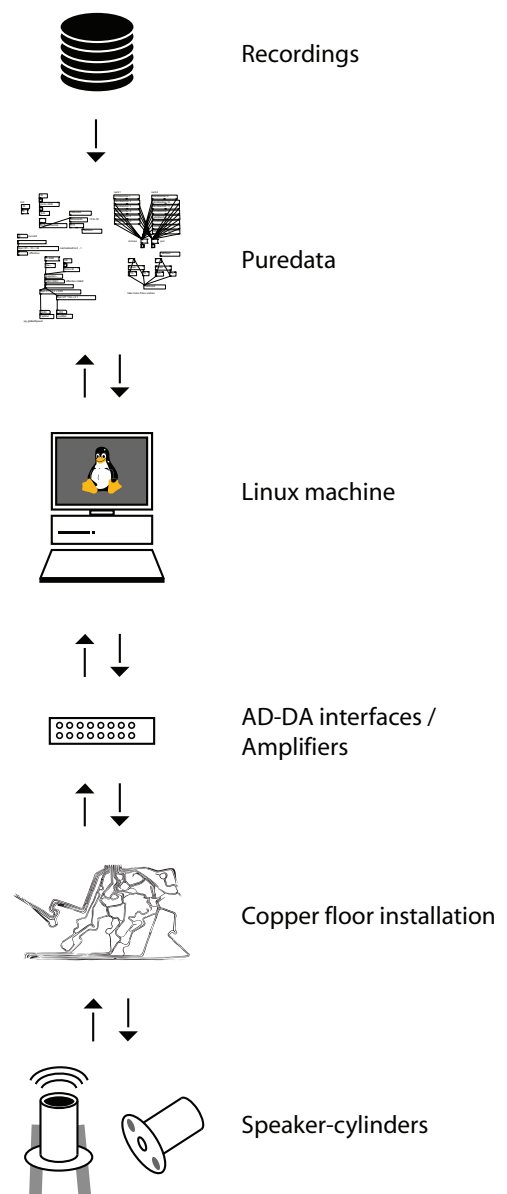 Recordings
Puredata
Linux machine
AD-DA interfaces /
Amplifiers
Copper floor installation
Speaker-cylinders